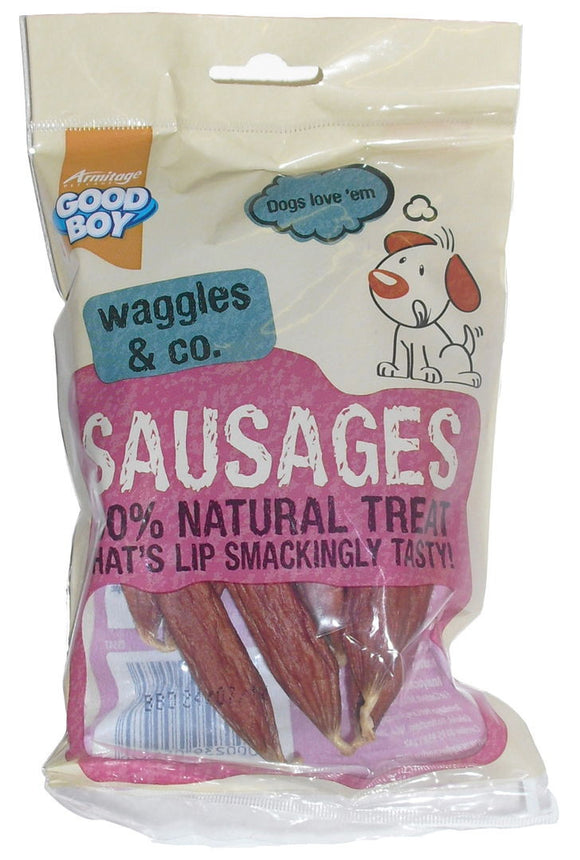 Armitage
GOOD
BOY
Dogs love 'em
waggles
& co.
SAUSAGES
0% NATURAL TREAT
HAT'S LIP SMACKINGLY TASTY!